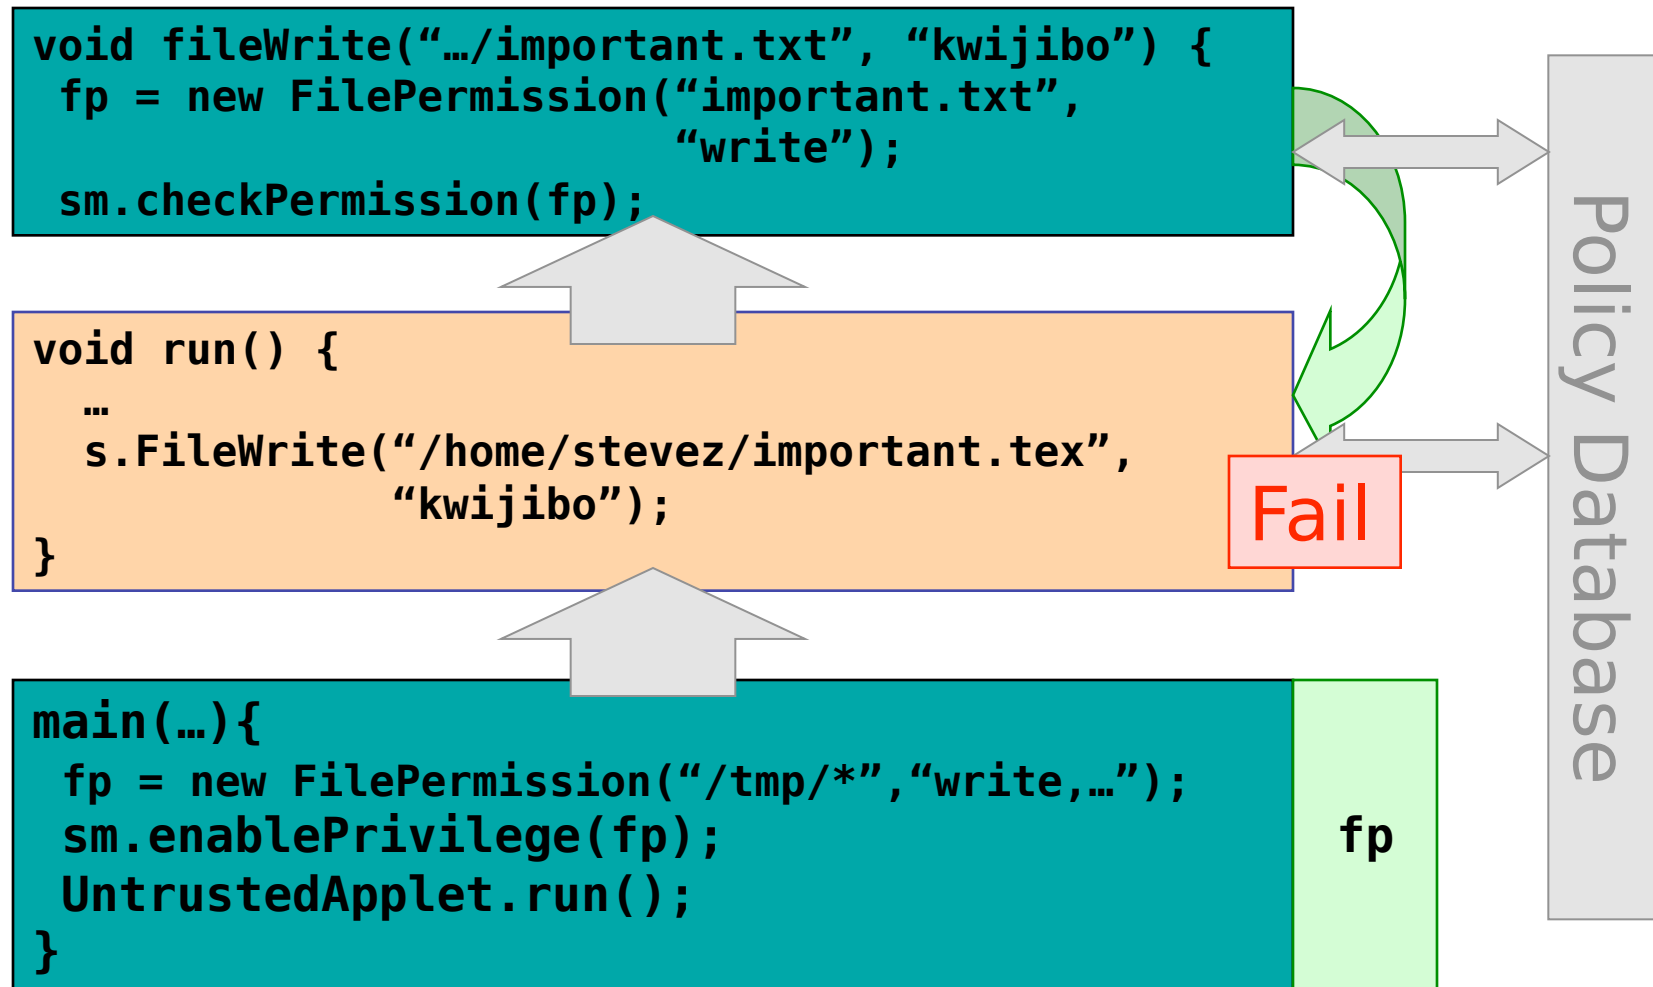 void fileWrite(“…/important.txt”, “kwijibo”) {
fp = new FilePermission(“important.txt”,
“write”);
sm.checkPermission(fp);
void run() {
…
s.FileWrite(“/home/stevez/important.tex”,
“kwijibo”);
}
Fail
main(…){
fp = new FilePermission(“/tmp/*”,“write,…”);
sm.enablePrivilege(fp);
UntrustedApplet.run();
}
fp
Policy Database